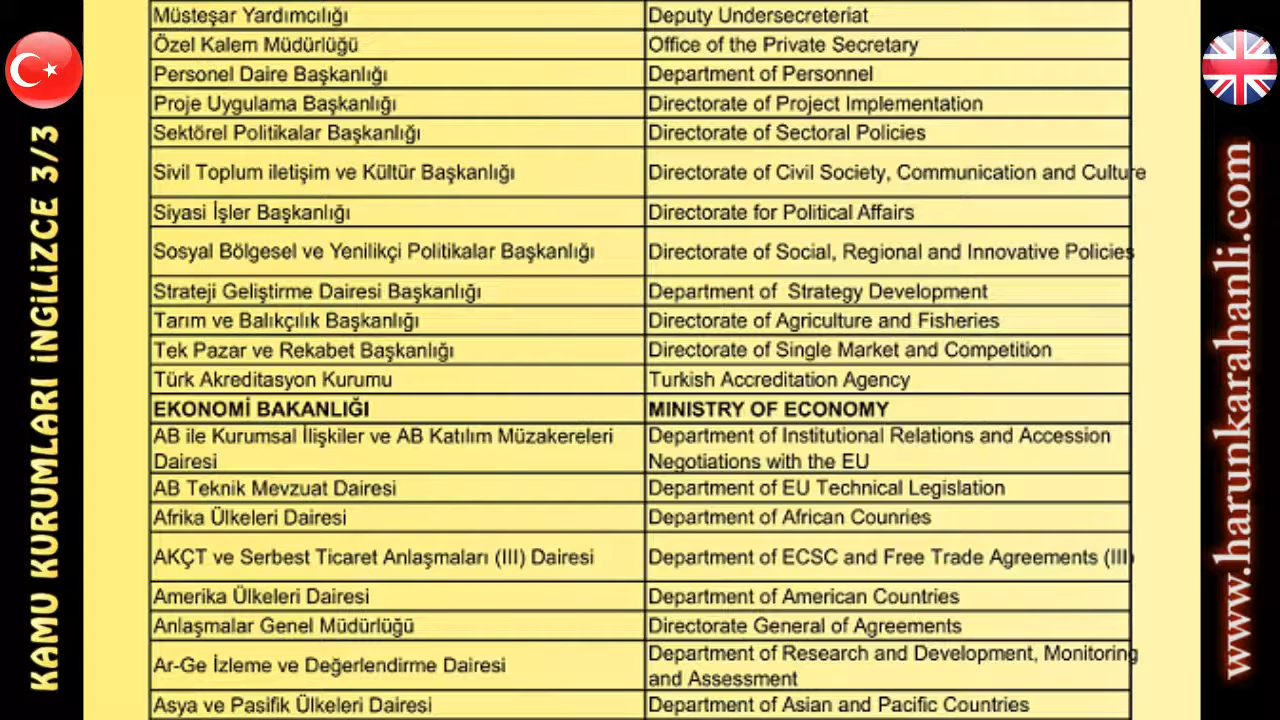 KAMU KURUMLARI iNGiLiZCE 3/3
Müsteşar Yardımcılığı Deputy Undersecreteriat
Özel Kalem Müdürlüğü Office of the Private Secretary
Personel Daire Başkanlığı Department of Personnel
Proje Uygulama Başkanlığı Directorate of Project Implementation
Sektörel Politikalar Başkanlığı Directorate of Sectoral Policies
Sivil Toplum iletişim ve Kültür Başkanlığı Directorate of Civil Society, Communication and Culture
Siyasi İşler Başkanlığı Directorate for Political Affairs
Sosyal Bölgesel ve Yenilikçi Politikalar Başkanlığı Directorate of Social, Regional and Innovative Policies
Strateji Geliştirme Dairesi Başkanlığı Department of Strategy Development
Tarım ve Balıkçılık Başkanlığı Directorate of Agriculture and Fisheries
Tek Pazar ve Rekabet Başkanlığı Directorate of Single Market and Competition
Türk Akreditasyon Kurumu Turkish Accreditation Agency
EKONOMİ BAKANLIĞI MINISTRY OF ECONOMY
AB ile Kurumsal İlişkiler ve AB Katılım Müzakereleri
Dairesi
Department of Institutional Relations and Accession
Negotiations with the EU
AB Teknik Mevzuat Dairesi Department of EU Technical Legislation
Afrika Ülkeleri Dairesi Department of African Counries
AKÇT ve Serbest Ticaret Anlaşmaları (III) Dairesi Department of ECSC and Free Trade Agreements (III)
Amerika Ülkeleri Dairesi Department of American Countries
Anlaşmalar Genel Müdürlüğü Directorate General of Agreements
Ar-Ge İzleme ve Değerlendirme Dairesi
Department of Research and Development, Monitoring
and Assessment
Asya ve Pasifik Ülkeleri Dairesi Department of Asian and Pacific Countries
www.harunkarahanli.com